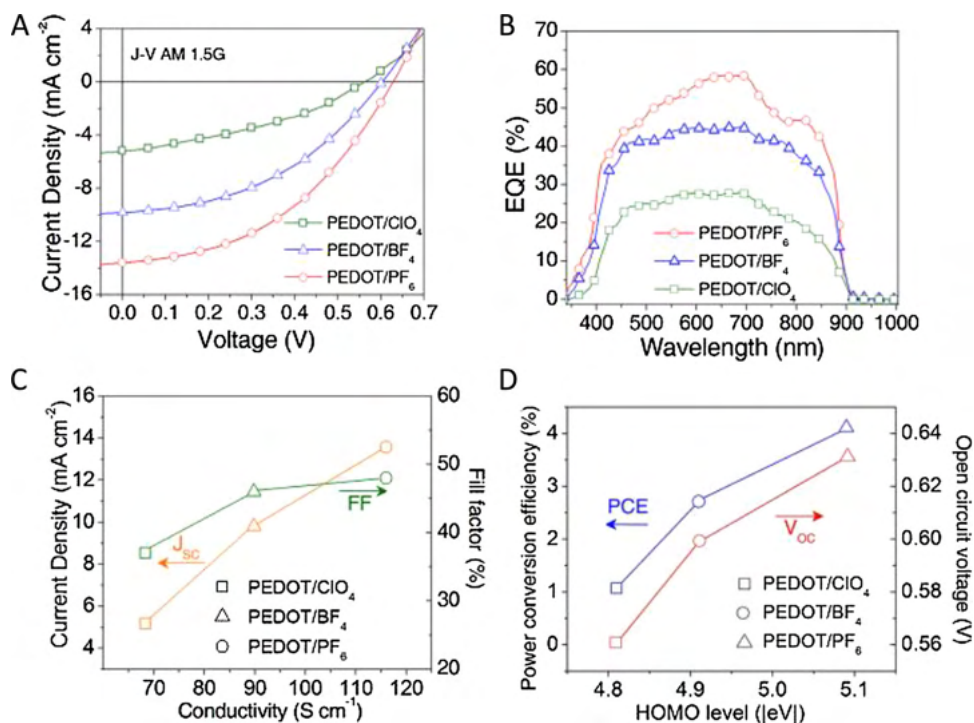 A
J-V AM 1.5G
4
0
-4
-8
-12
-16
0.0 0.1 0.2 0.3 0.4 0.5 0.6 0.7
Voltage (V)
Current Density (mA cm⁻²)
PEDOT/ClO₄
PEDOT/BF₄
PEDOT/PF₆
B
70
60
50
40
30
20
10
0
400 500 600 700 800 900 1000
Wavelength (nm)
EQE (%)
PEDOT/PF₆
PEDOT/BF₄
PEDOT/ClO₄
C
16
14
12
10
8
6
4
60
50
40
30
20
70 80 90 100 110 120
Conductivity (S cm⁻¹)
Current Density (mA cm⁻²)
Fill factor (%)
FF
J_SC
PEDOT/ClO₄
PEDOT/BF₄
PEDOT/PF₆
D
4
3
2
1
0
0.64
0.62
0.60
0.58
0.56
4.8 4.9 5.0 5.1
HOMO level (|eV|)
Power conversion efficiency (%)
Open circuit voltage (V)
PCE
V_OC
PEDOT/ClO₄
PEDOT/BF₄
PEDOT/PF₆